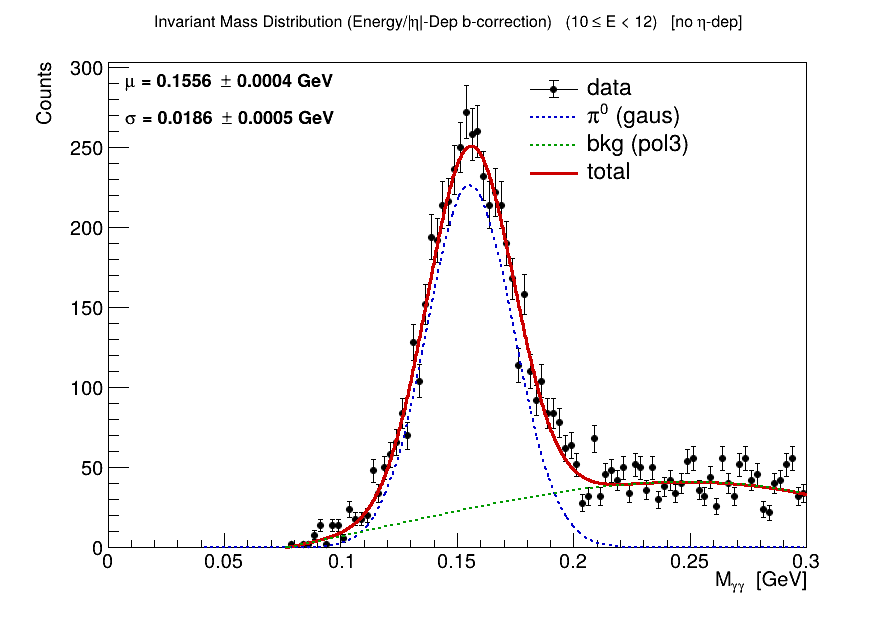 Invariant Mass Distribution (Energy/|η|-Dep b-correction) (10 ≤ E < 12) [no η-dep]
Counts
300
250
200
150
100
50
0
μ = 0.1556 ± 0.0004 GeV
σ = 0.0186 ± 0.0005 GeV
data
π⁰ (gaus)
bkg (pol3)
total
0 0.05 0.1 0.15 0.2 0.25 0.3
Mγγ [GeV]